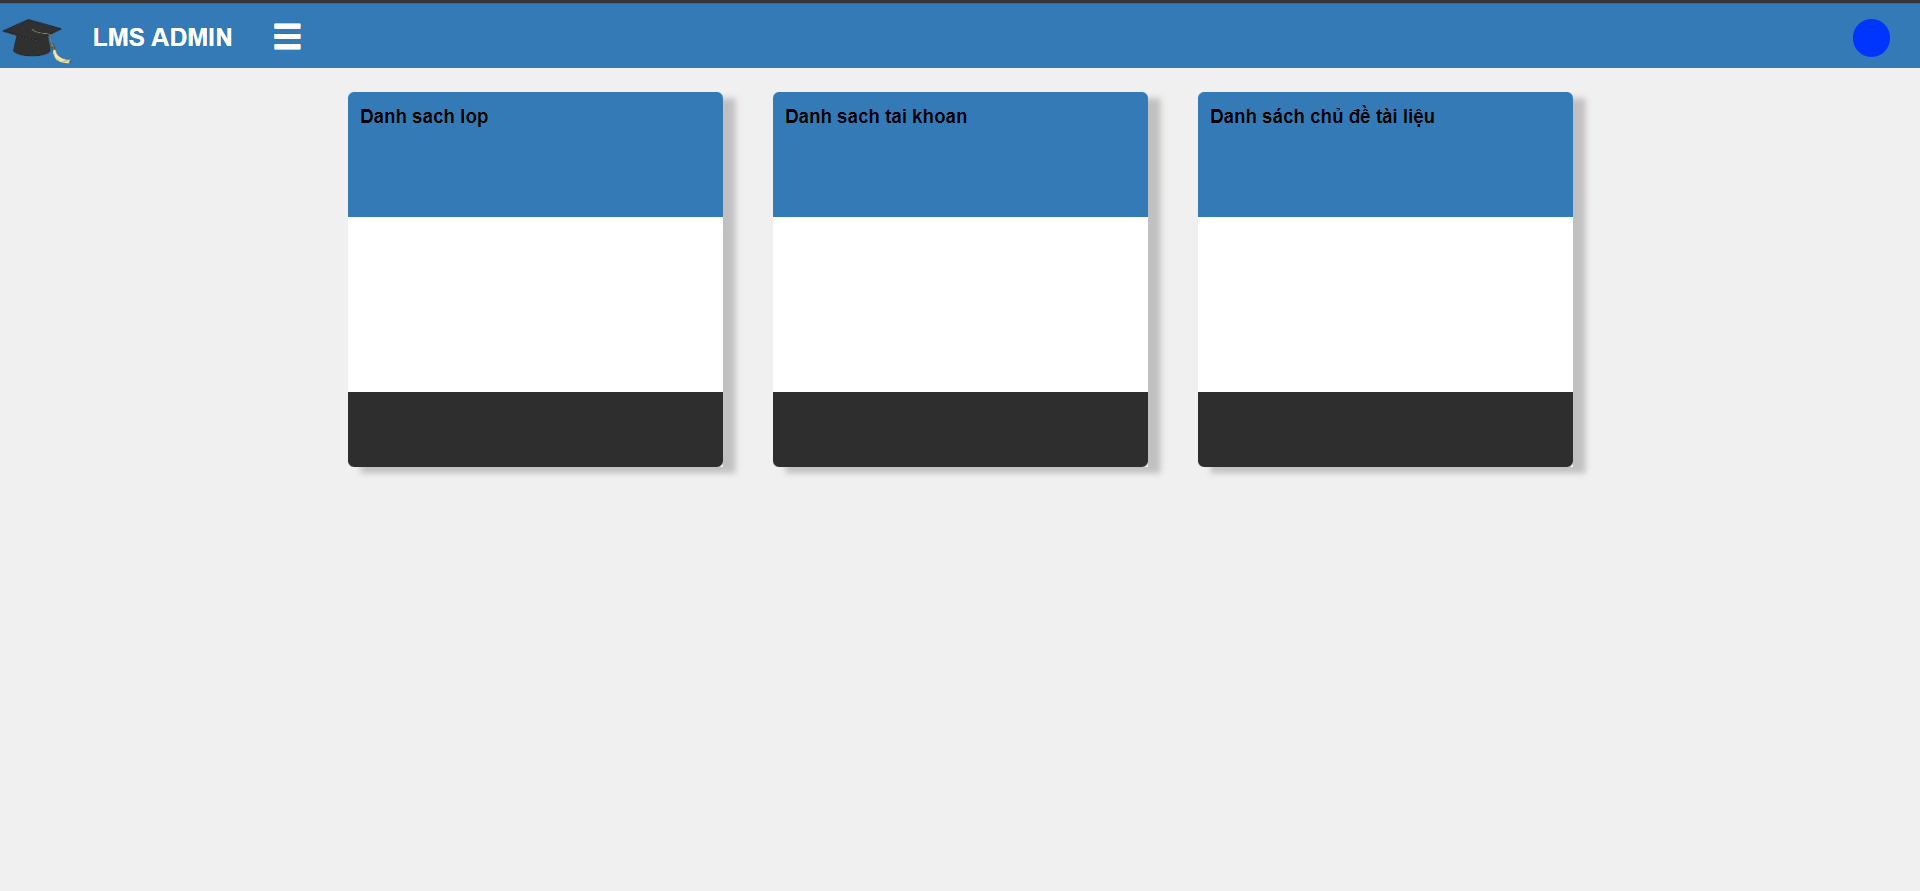 LMS ADMIN
Danh sach lop
Danh sach tai khoan
Danh sách chủ đề tài liệu